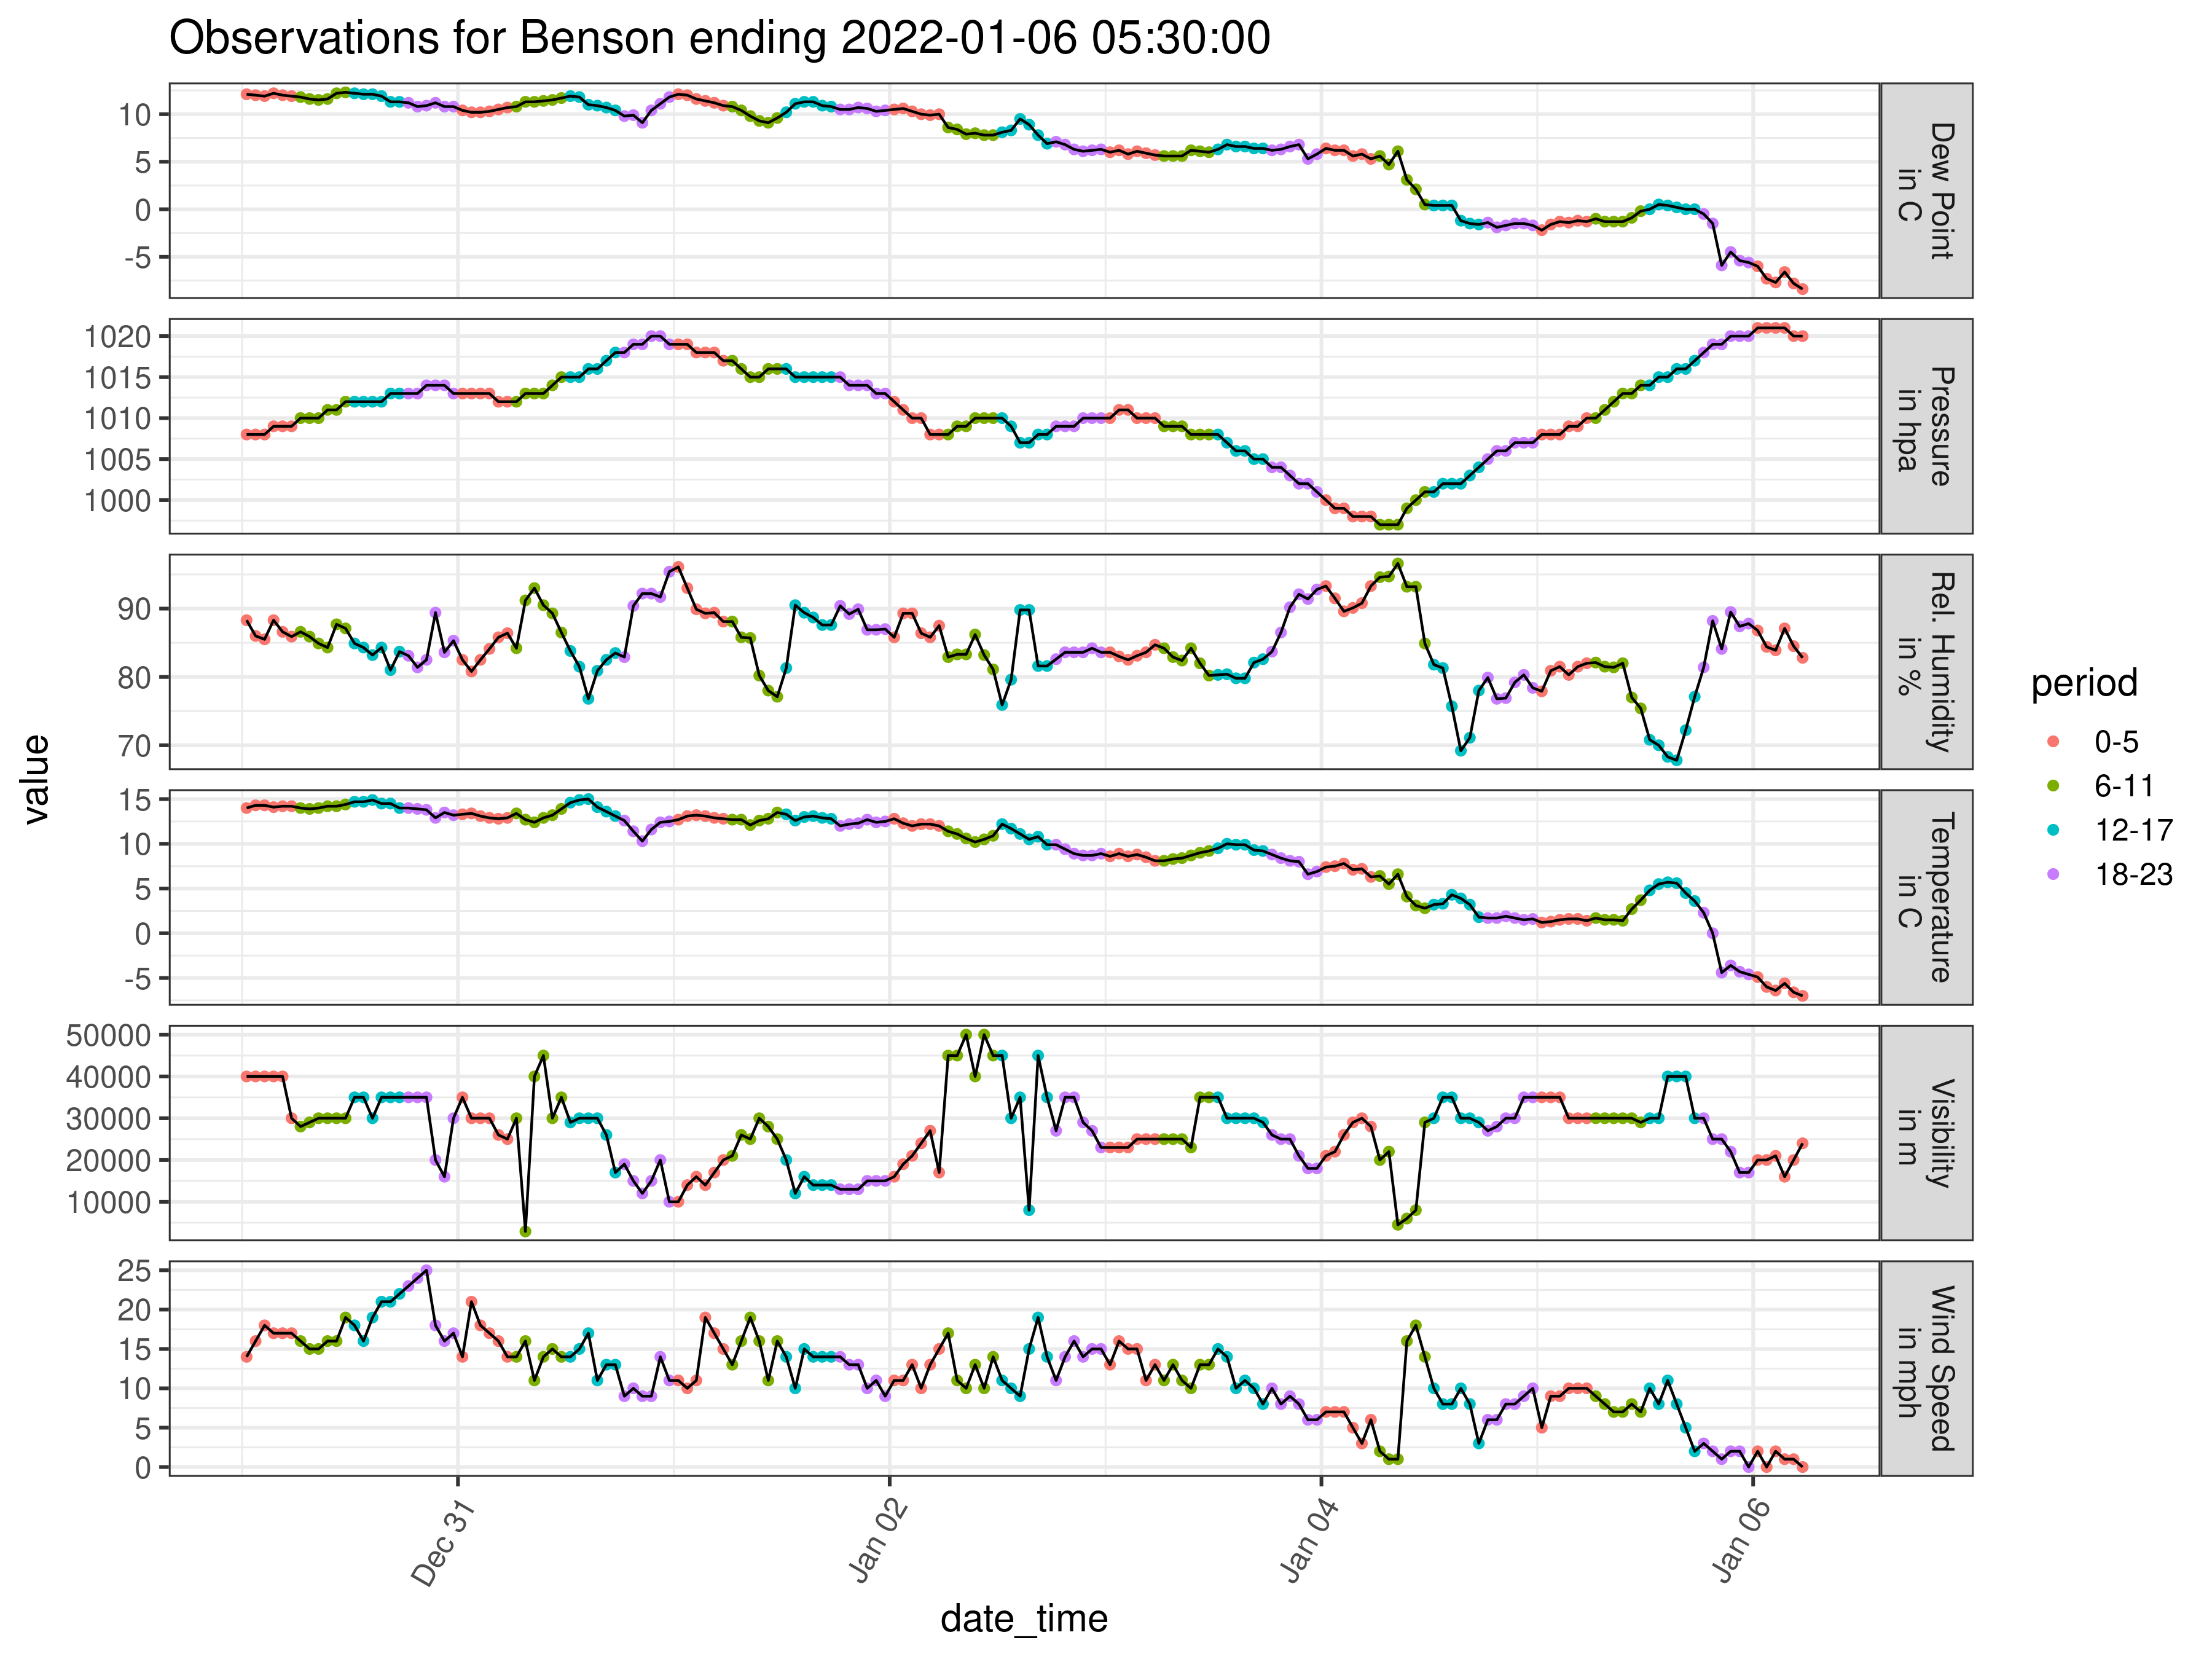 Observations for Benson ending 2022-01-06 05:30:00
value
10
5
0
-5
Dew Point
in C
1020
1015
1010
1005
1000
Pressure
in hpa
90
80
70
Rel. Humidity
in %
15
10
5
0
-5
Temperature
in C
50000
40000
30000
20000
10000
Visibility
in m
25
20
15
10
5
0
Wind Speed
in mph
Dec 31
Jan 02
Jan 04
Jan 06
date_time
period
0-5
6-11
12-17
18-23